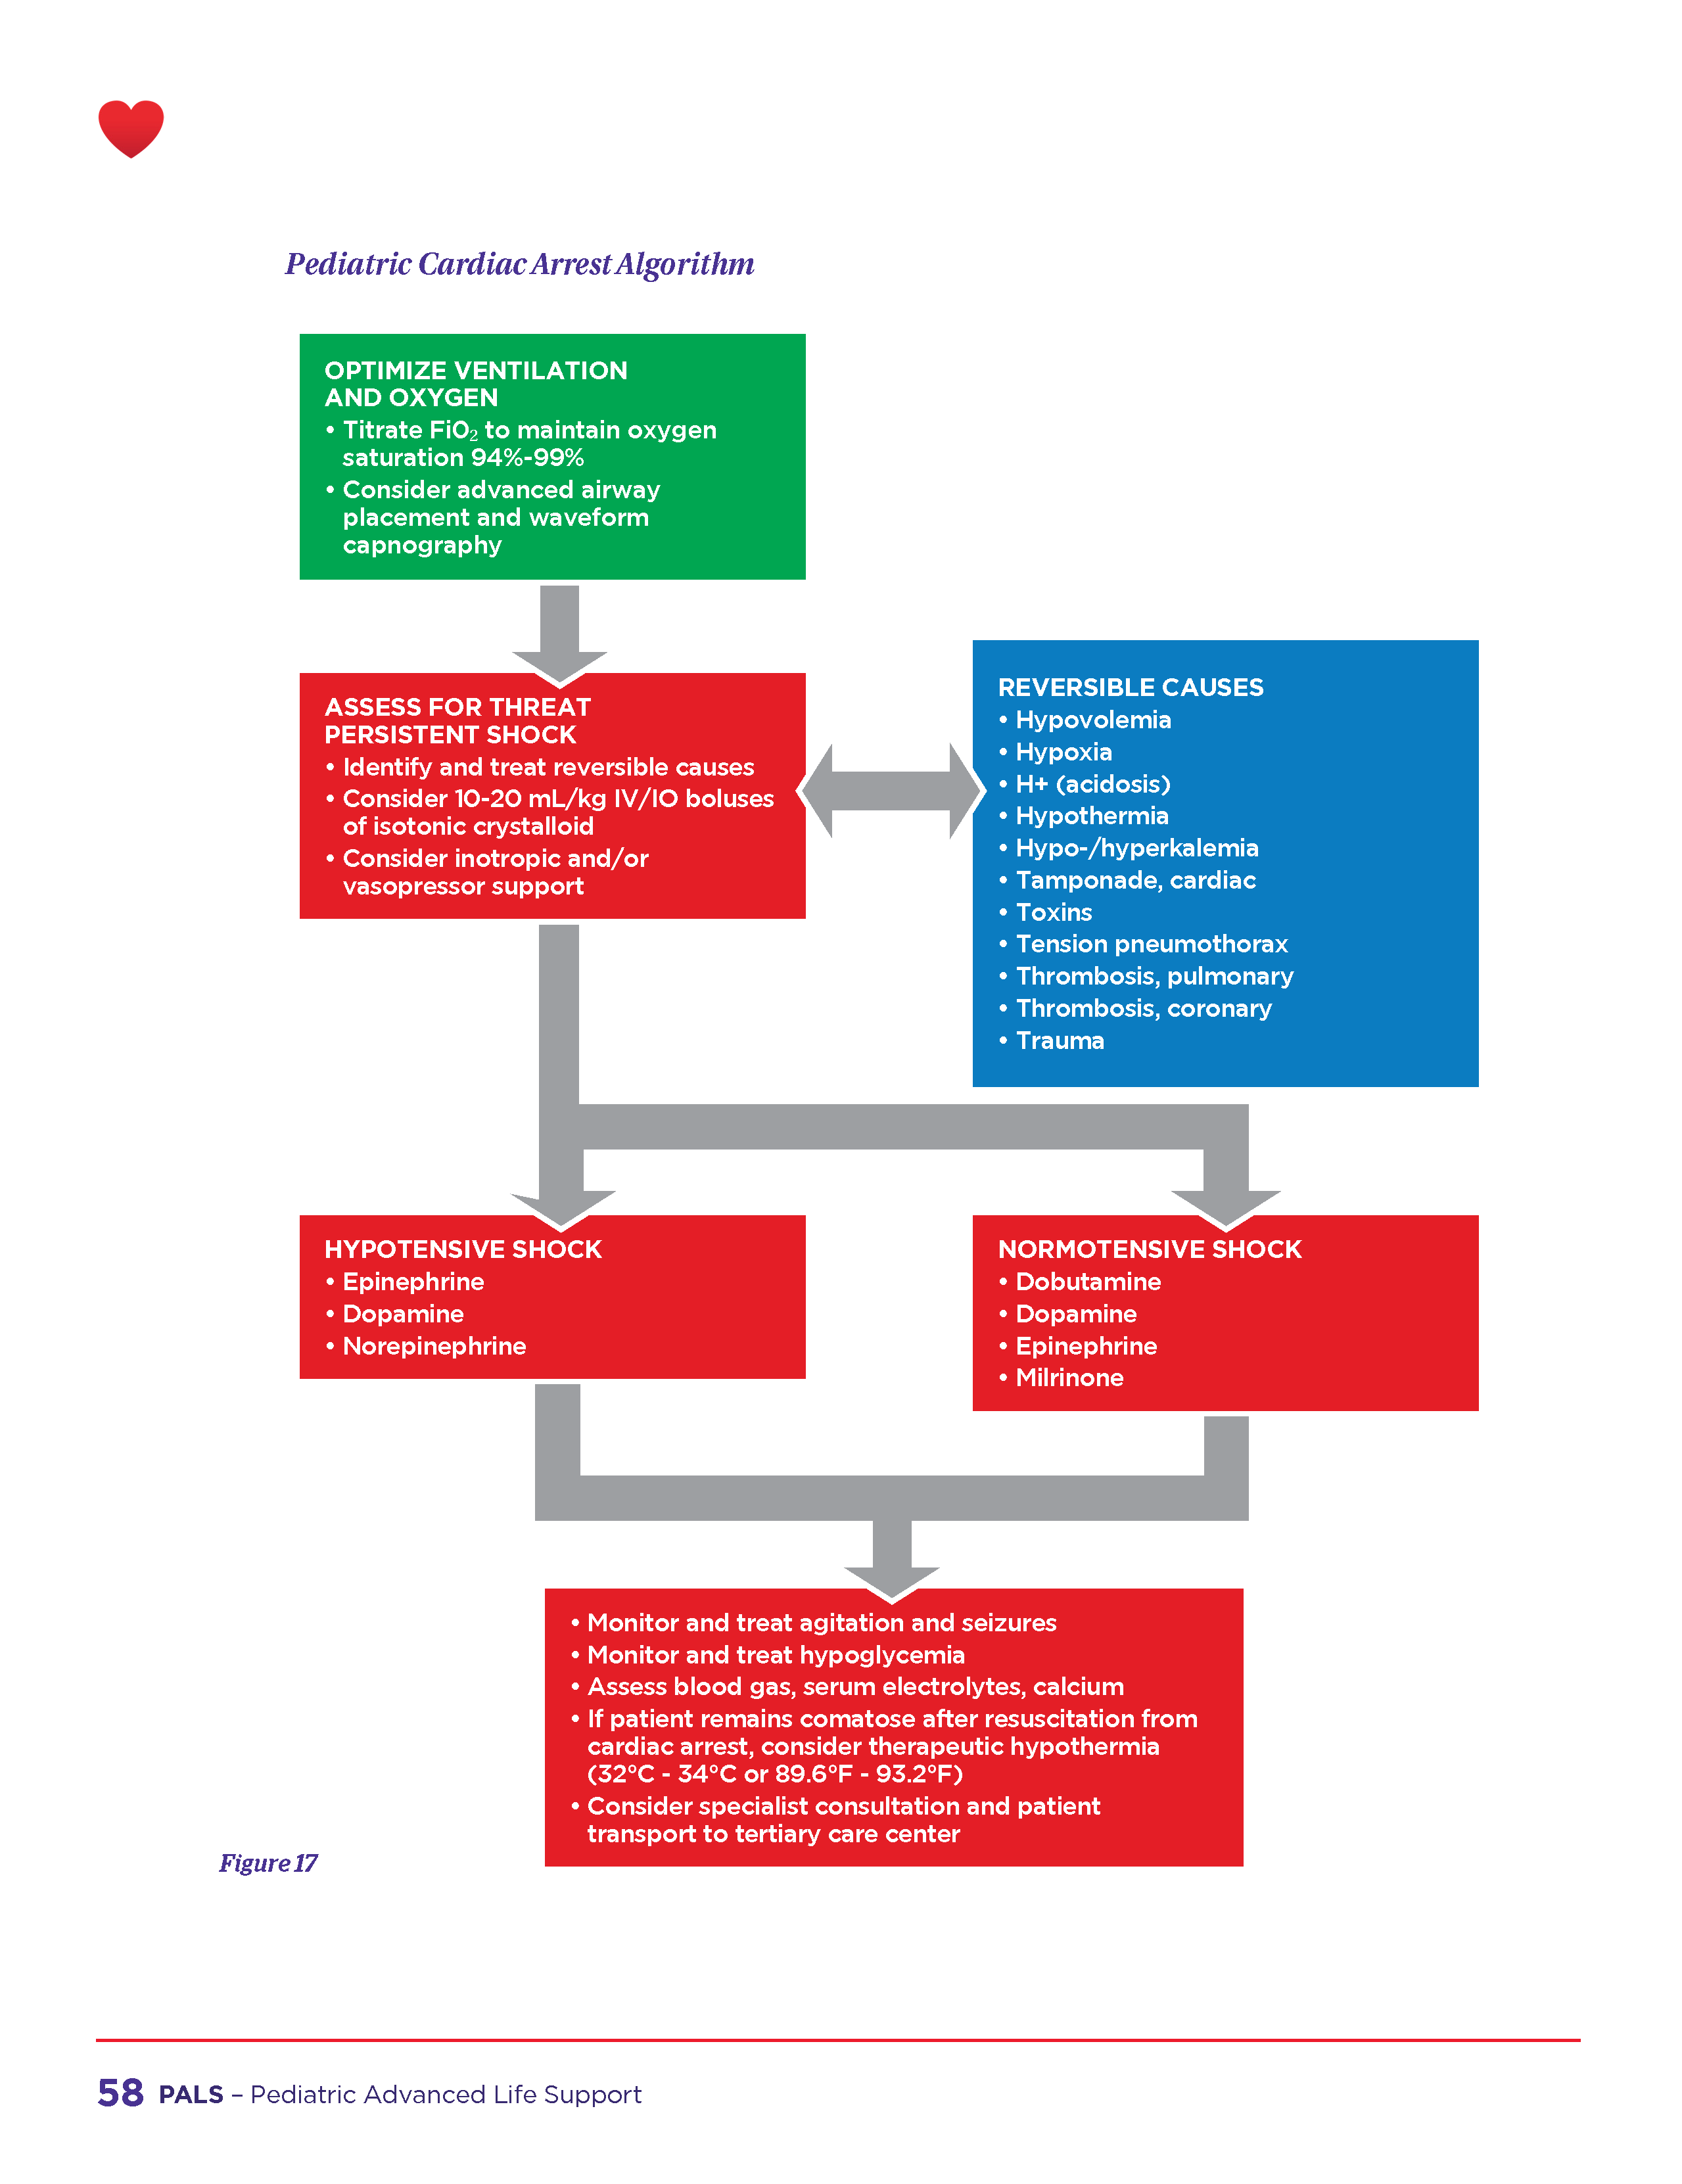 Pediatric Cardiac Arrest Algorithm
OPTIMIZE VENTILATION
AND OXYGEN
• Titrate FiO₂ to maintain oxygen
saturation 94%-99%
• Consider advanced airway
placement and waveform
capnography
ASSESS FOR THREAT
PERSISTENT SHOCK
• Identify and treat reversible causes
• Consider 10-20 mL/kg IV/IO boluses
of isotonic crystalloid
• Consider inotropic and/or
vasopressor support
REVERSIBLE CAUSES
• Hypovolemia
• Hypoxia
• H+ (acidosis)
• Hypothermia
• Hypo-/hyperkalemia
• Tamponade, cardiac
• Toxins
• Tension pneumothorax
• Thrombosis, pulmonary
• Thrombosis, coronary
• Trauma
HYPOTENSIVE SHOCK
• Epinephrine
• Dopamine
• Norepinephrine
NORMOTENSIVE SHOCK
• Dobutamine
• Dopamine
• Epinephrine
• Milrinone
• Monitor and treat agitation and seizures
• Monitor and treat hypoglycemia
• Assess blood gas, serum electrolytes, calcium
• If patient remains comatose after resuscitation from
cardiac arrest, consider therapeutic hypothermia
(32°C - 34°C or 89.6°F - 93.2°F)
• Consider specialist consultation and patient
transport to tertiary care center
Figure 17
58 PALS – Pediatric Advanced Life Support